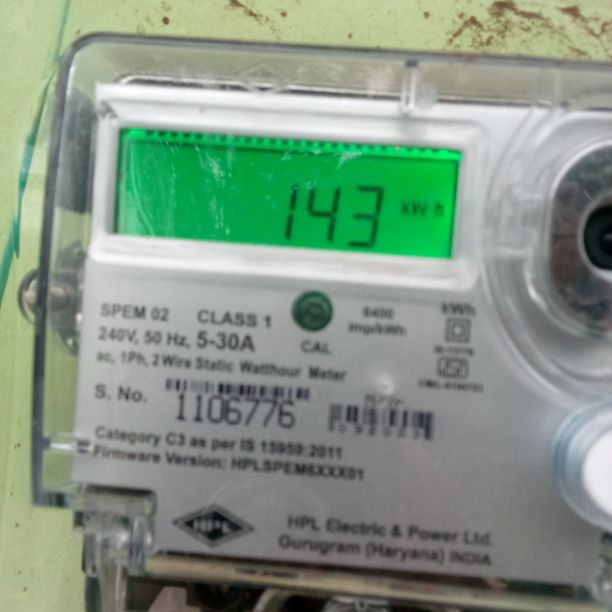 143 kWh
SPEM 02 CLASS 1 6400 kWh
240V, 50 Hz, 5-30A CAL imp/kWh
ac, 1Ph, 2 Wire Static Watthour Meter
S. No. 1106776
Category C3 as per IS 15959:2011
Firmware Version: HPLSPEM6XXX01
HPL
HPL Electric & Power Ltd.
Gurugram (Haryana) INDIA